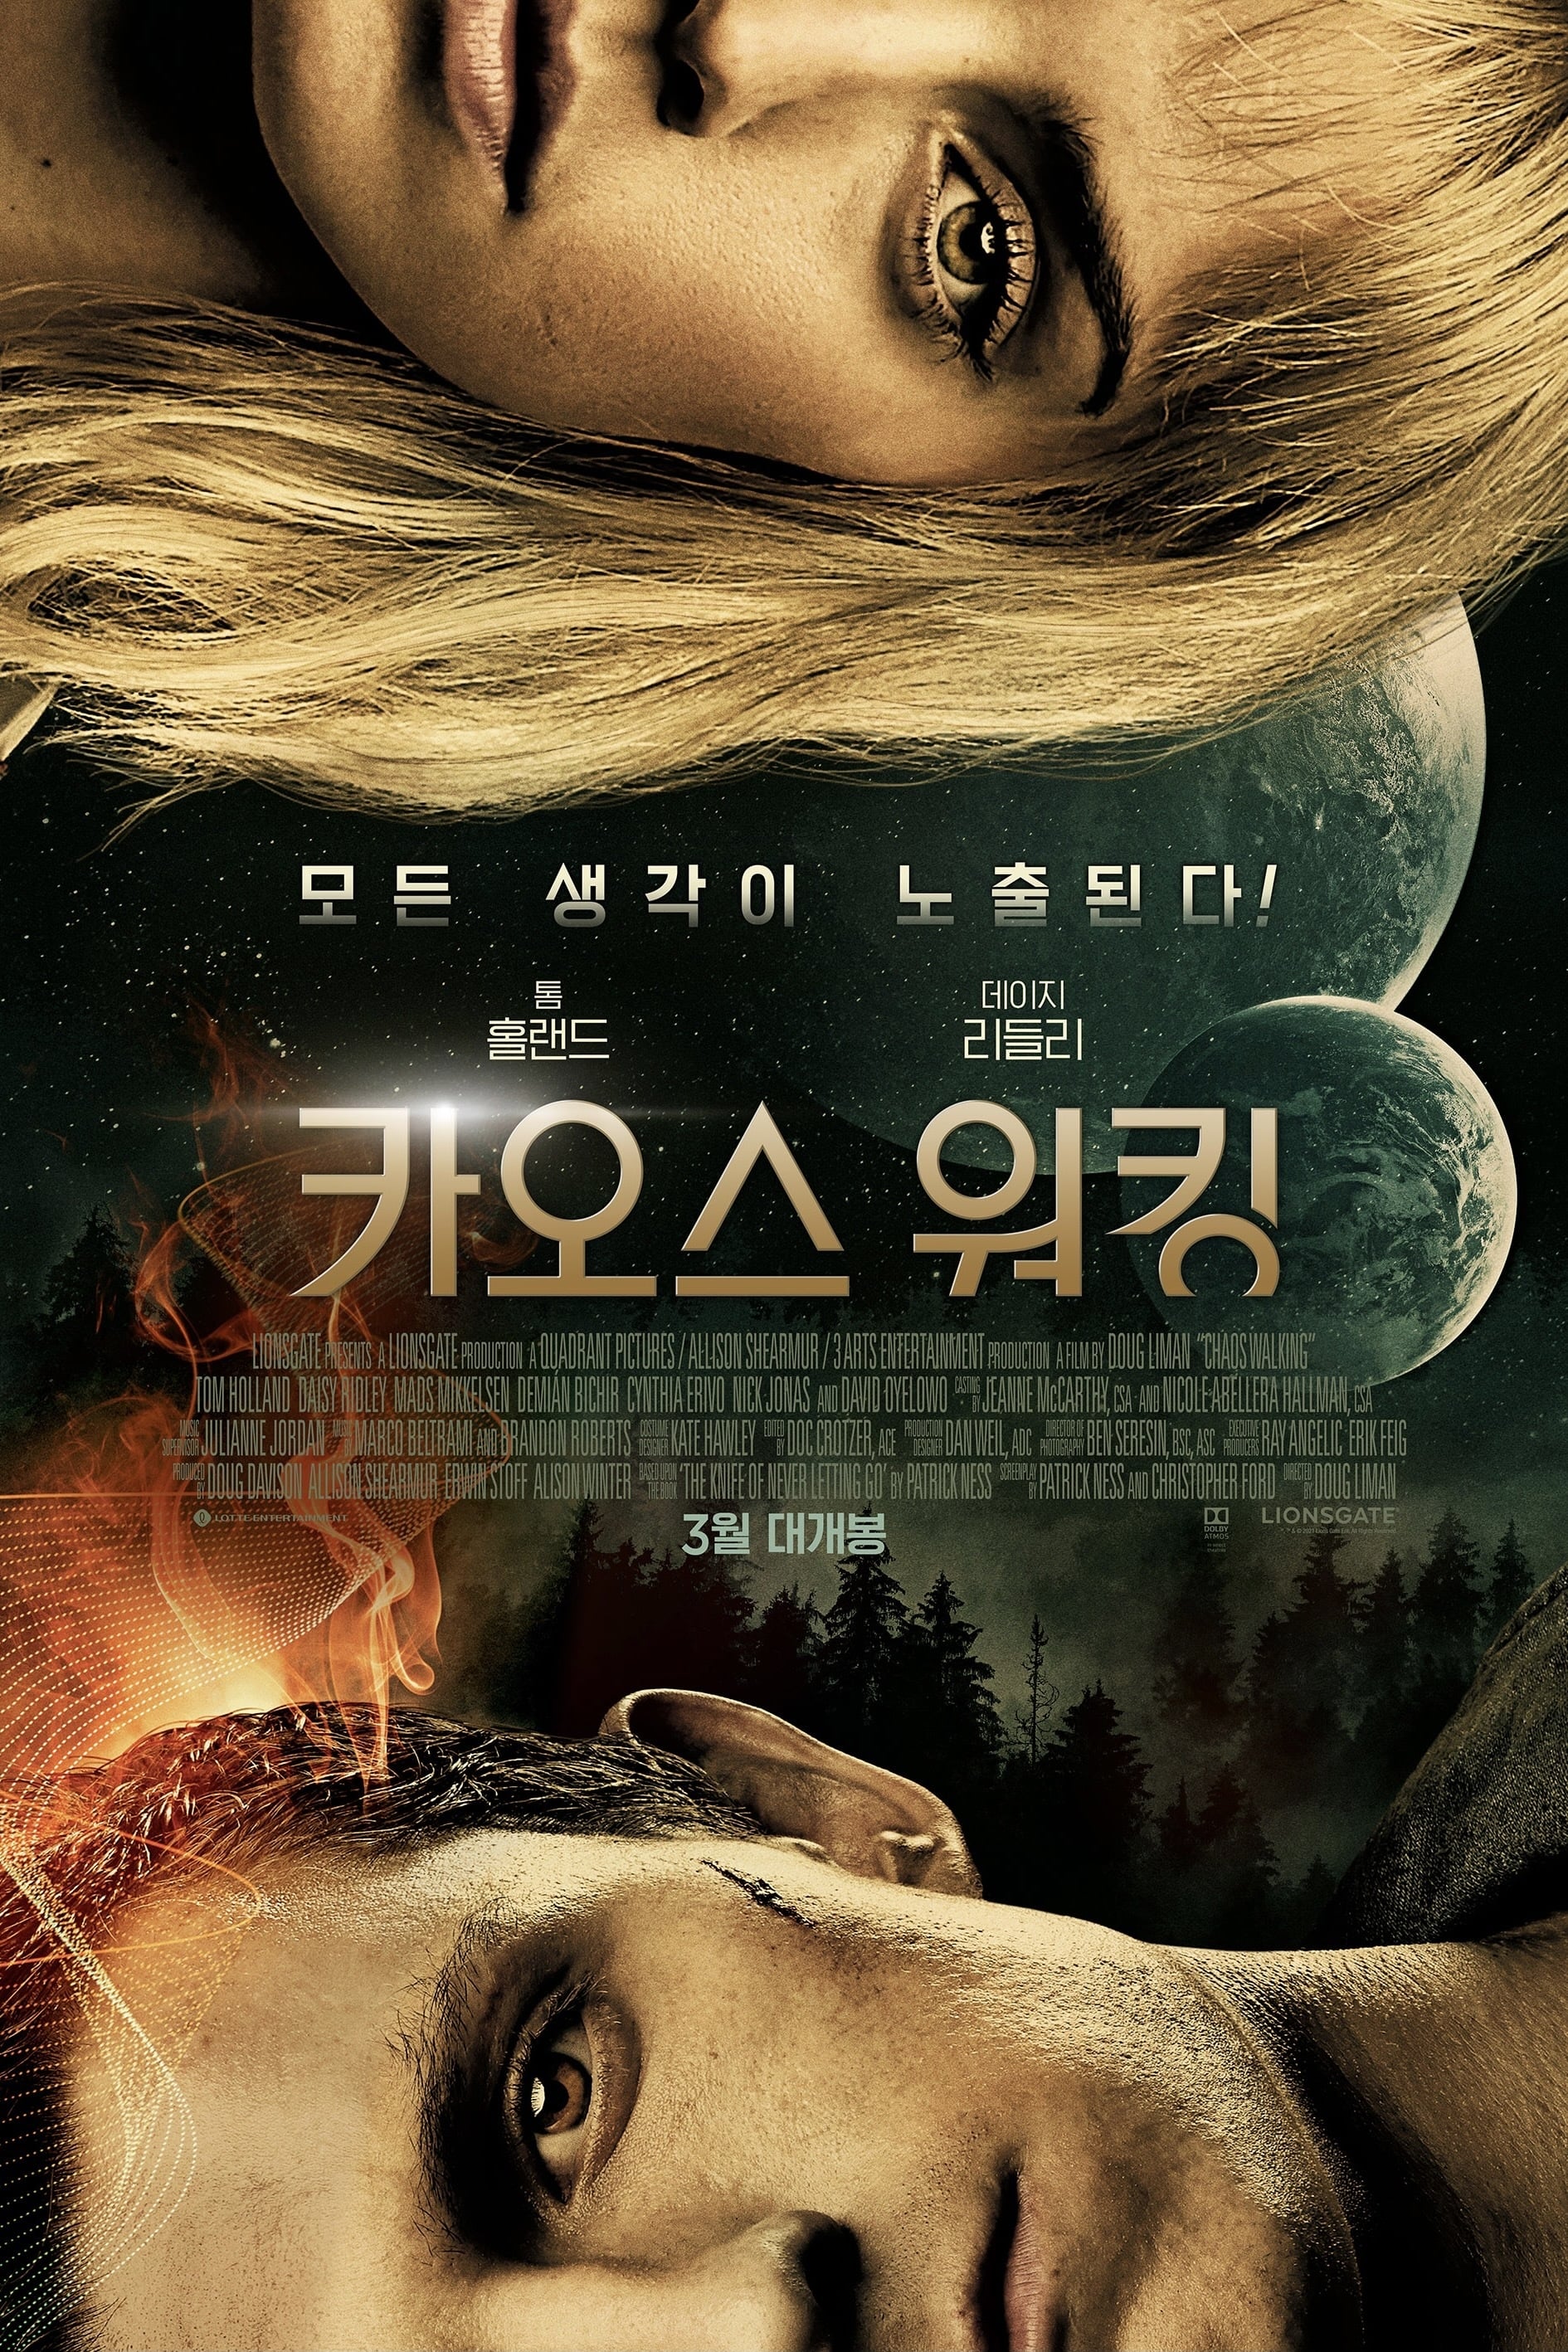 모든 생각이 노출된다!
톰 데이지
홀랜드 리들리
카오스 워킹
LIONSGATE PRESENTS A LIONSGATE PRODUCTION A QUADRANT PICTURES / ALLISON SHEARMUR / 3 ARTS ENTERTAINMENT PRODUCTION A FILM BY DOUG LIMAN "CHAOS WALKING"
TOM HOLLAND DAISY RIDLEY MADS MIKKELSEN DEMIÁN BICHIR CYNTHIA ERIVO NICK JONAS AND DAVID OYELOWO CASTING BY JEANNE McCARTHY, CSA AND NICOLE ABELLERA HALLMAN, CSA
MUSIC SUPERVISOR JULIANNE JORDAN MUSIC BY MARCO BELTRAMI AND BRANDON ROBERTS COSTUME DESIGNER KATE HAWLEY EDITED BY DOC CROTZER, ACE PRODUCTION DESIGNER DAN WEIL, ADC DIRECTOR OF PHOTOGRAPHY BEN SERESIN, BSC, ASC EXECUTIVE PRODUCERS RAY ANGELIC ERIK FEIG
PRODUCED BY DOUG DAVISON ALLISON SHEARMUR ERWIN STOFF ALISON WINTER BASED UPON THE BOOK 'THE KNIFE OF NEVER LETTING GO' BY PATRICK NESS SCREENPLAY BY PATRICK NESS AND CHRISTOPHER FORD DIRECTED BY DOUG LIMAN
LOTTE ENTERTAINMENT 3월 대개봉 DOLBY ATMOS LIONSGATE